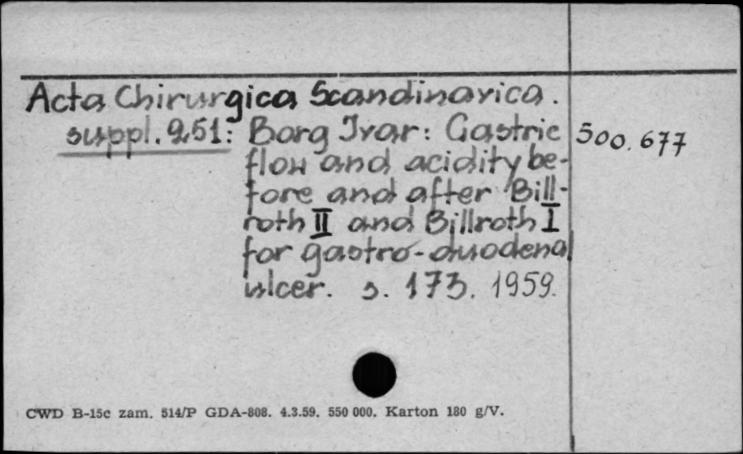 Acta Chirurgica Scandinavica.
suppl. 251: Borg Ivar: Gastric 500.677
flow and acidity be-
fore and after Bill-
roth II and Billroth I
for gastro-duodenal
ulcer. s. 173. 1959.
CWD B-15c zam. 514/P GDA-808. 4.3.59. 550 000. Karton 180 g/V.